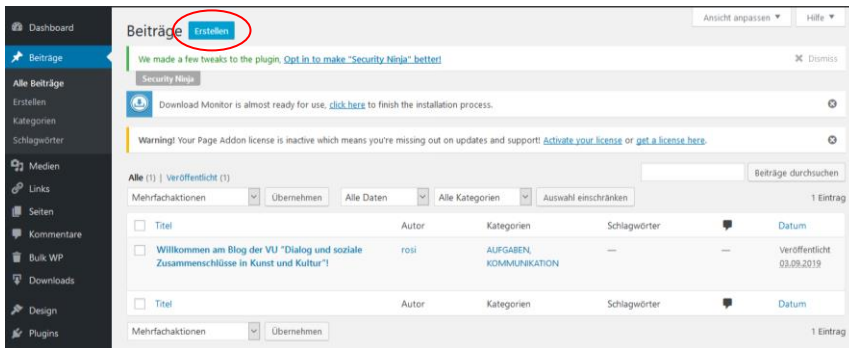 Ansicht anpassen ▼ Hilfe ▼
Dashboard
Beiträge
Alle Beiträge
Erstellen
Kategorien
Schlagwörter
Medien
Links
Seiten
Kommentare
Bulk WP
Downloads
Design
Plugins
Beiträge Erstellen
We made a few tweaks to the plugin, Opt in to make "Security Ninja" better! Dismiss
Security Ninja
Download Monitor is almost ready for use, click here to finish the installation process.
Warning! Your Page Addon license is inactive which means you're missing out on updates and support! Activate your license or get a license here.
Alle (1) | Veröffentlicht (1) Beiträge durchsuchen
Mehrfachaktionen Übernehmen Alle Daten Alle Kategorien Auswahl einschränken 1 Eintrag
Titel Autor Kategorien Schlagwörter Datum
Willkommen am Blog der VU "Dialog und soziale rosi AUFGABEN, — — Veröffentlicht
Zusammenschlüsse in Kunst und Kultur"! KOMMUNIKATION 03.09.2019
Titel Autor Kategorien Schlagwörter Datum
Mehrfachaktionen Übernehmen 1 Eintrag